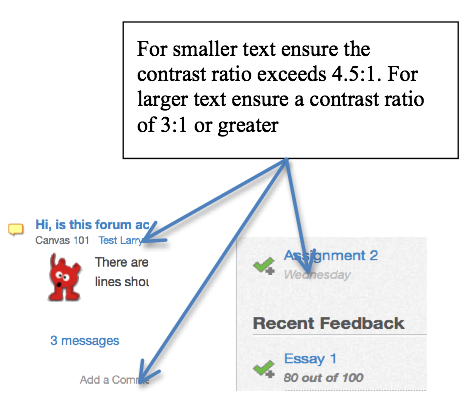 For smaller text ensure the
contrast ratio exceeds 4.5:1. For
larger text ensure a contrast ratio
of 3:1 or greater
Hi, is this forum ac
Canvas 101 Test Larry
There are
lines shou
3 messages
Add a Comme
Assignment 2
Wednesday
Recent Feedback
Essay 1
80 out of 100